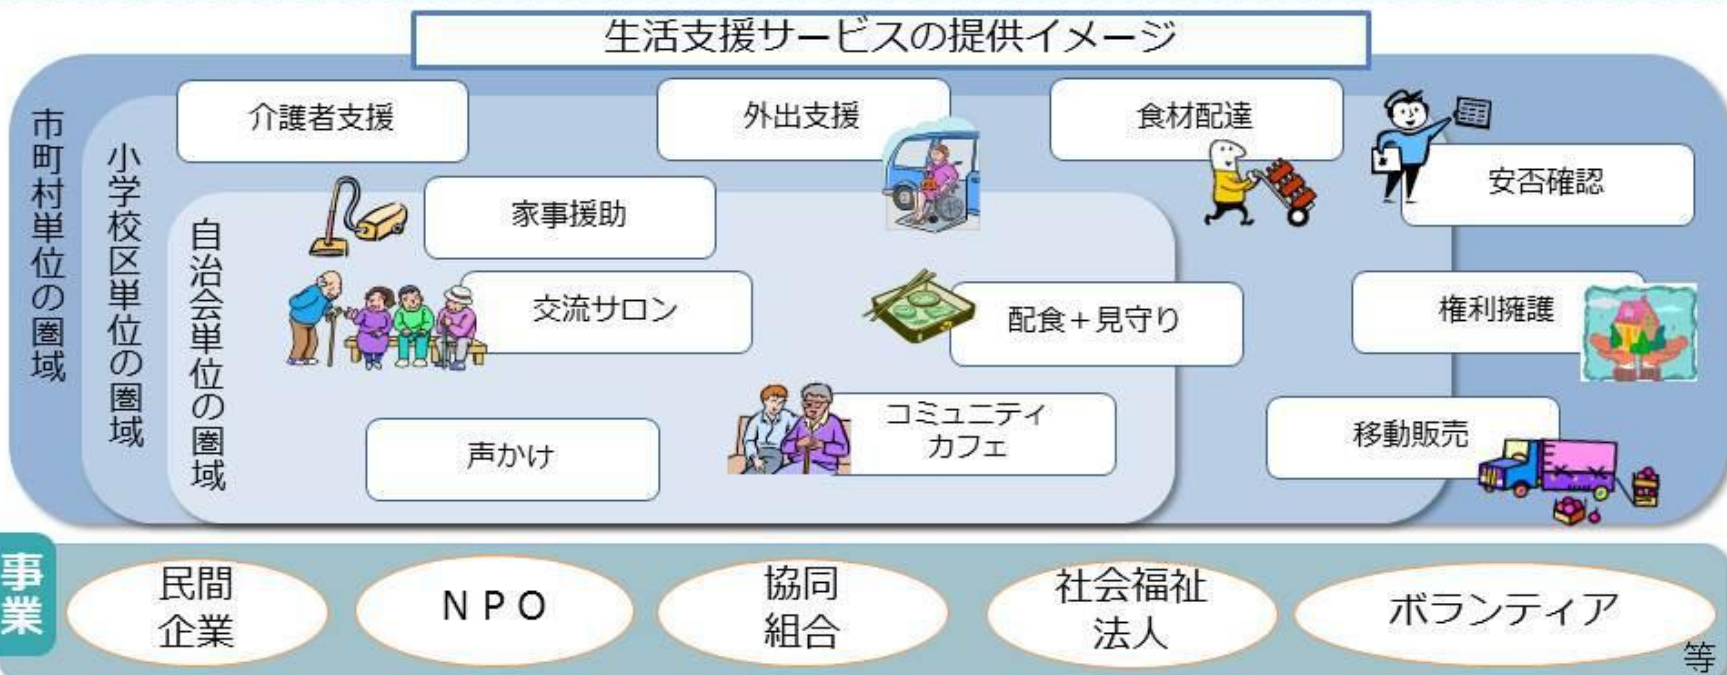 生活支援サービスの提供イメージ
市町村単位の圏域
小学校区単位の圏域
自治会単位の圏域
介護者支援
外出支援
食材配達
安否確認
家事援助
交流サロン
配食＋見守り
権利擁護
声かけ
コミュニティ
カフェ
移動販売
事業
民間
企業
ＮＰＯ
協同
組合
社会福祉
法人
ボランティア
等